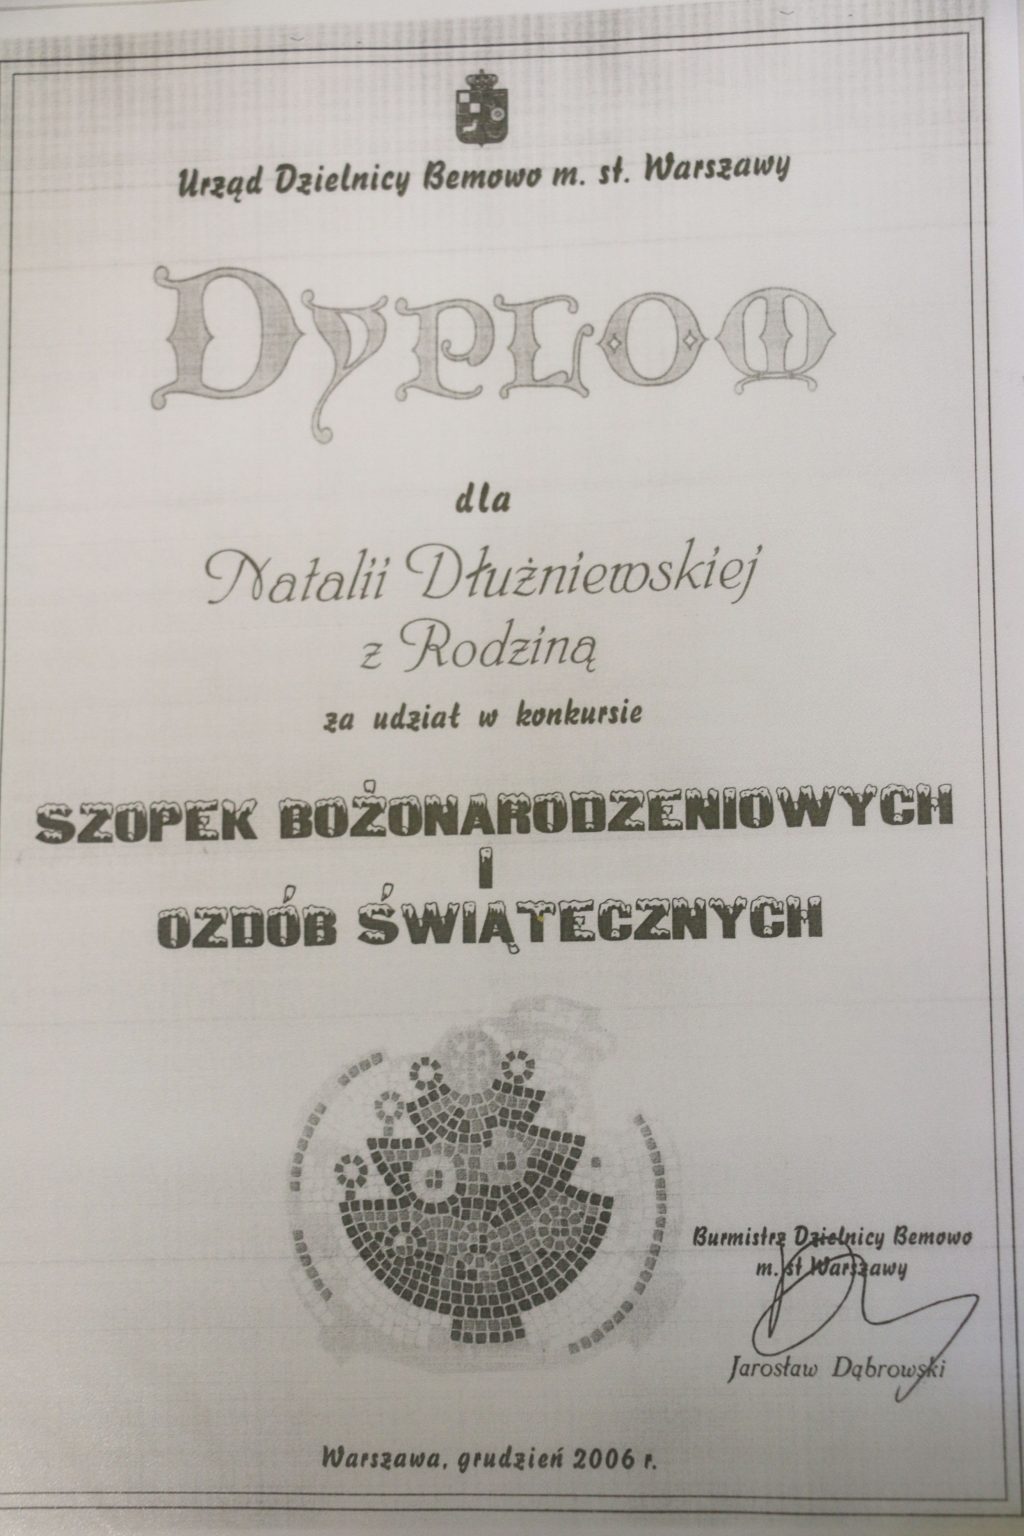 Urząd Dzielnicy Bemowo m. st. Warszawy
DYPLOM
dla
Natalii Dłużniewskiej
z Rodziną
za udział w konkursie
SZOPEK BOŻONARODZENIOWYCH
I
OZDÓB ŚWIĄTECZNYCH
Burmistrz Dzielnicy Bemowo
m. st Warszawy
Jarosław Dąbrowski
Warszawa, grudzień 2006 r.